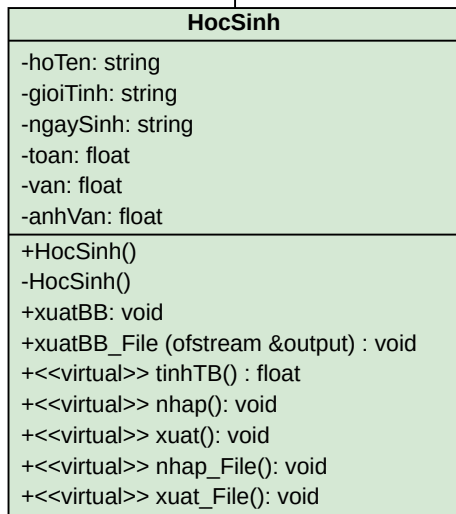 HocSinh
-hoTen: string
-gioiTinh: string
-ngaySinh: string
-toan: float
-van: float
-anhVan: float
+HocSinh()
-HocSinh()
+xuatBB: void
+xuatBB_File (ofstream &output) : void
+<<virtual>> tinhTB() : float
+<<virtual>> nhap(): void
+<<virtual>> xuat(): void
+<<virtual>> nhap_File(): void
+<<virtual>> xuat_File(): void